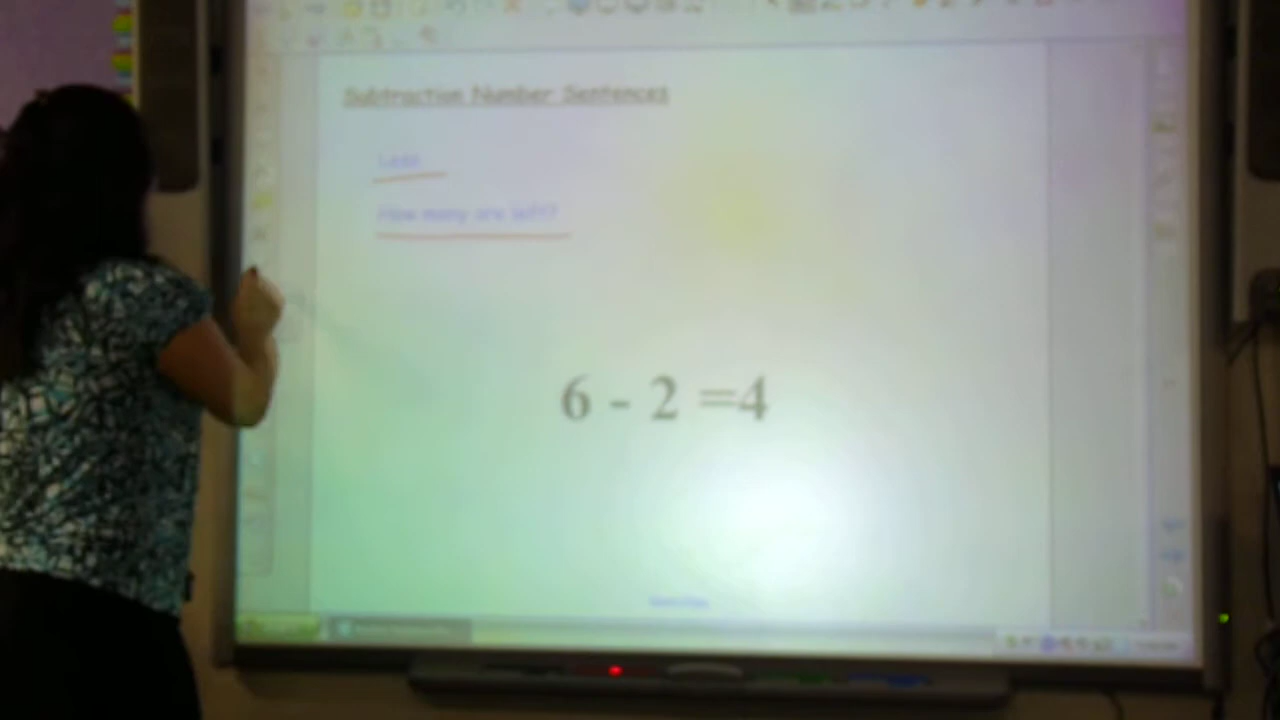 Subtraction Number Sentences
Less
How many are left?
6 - 2 =4